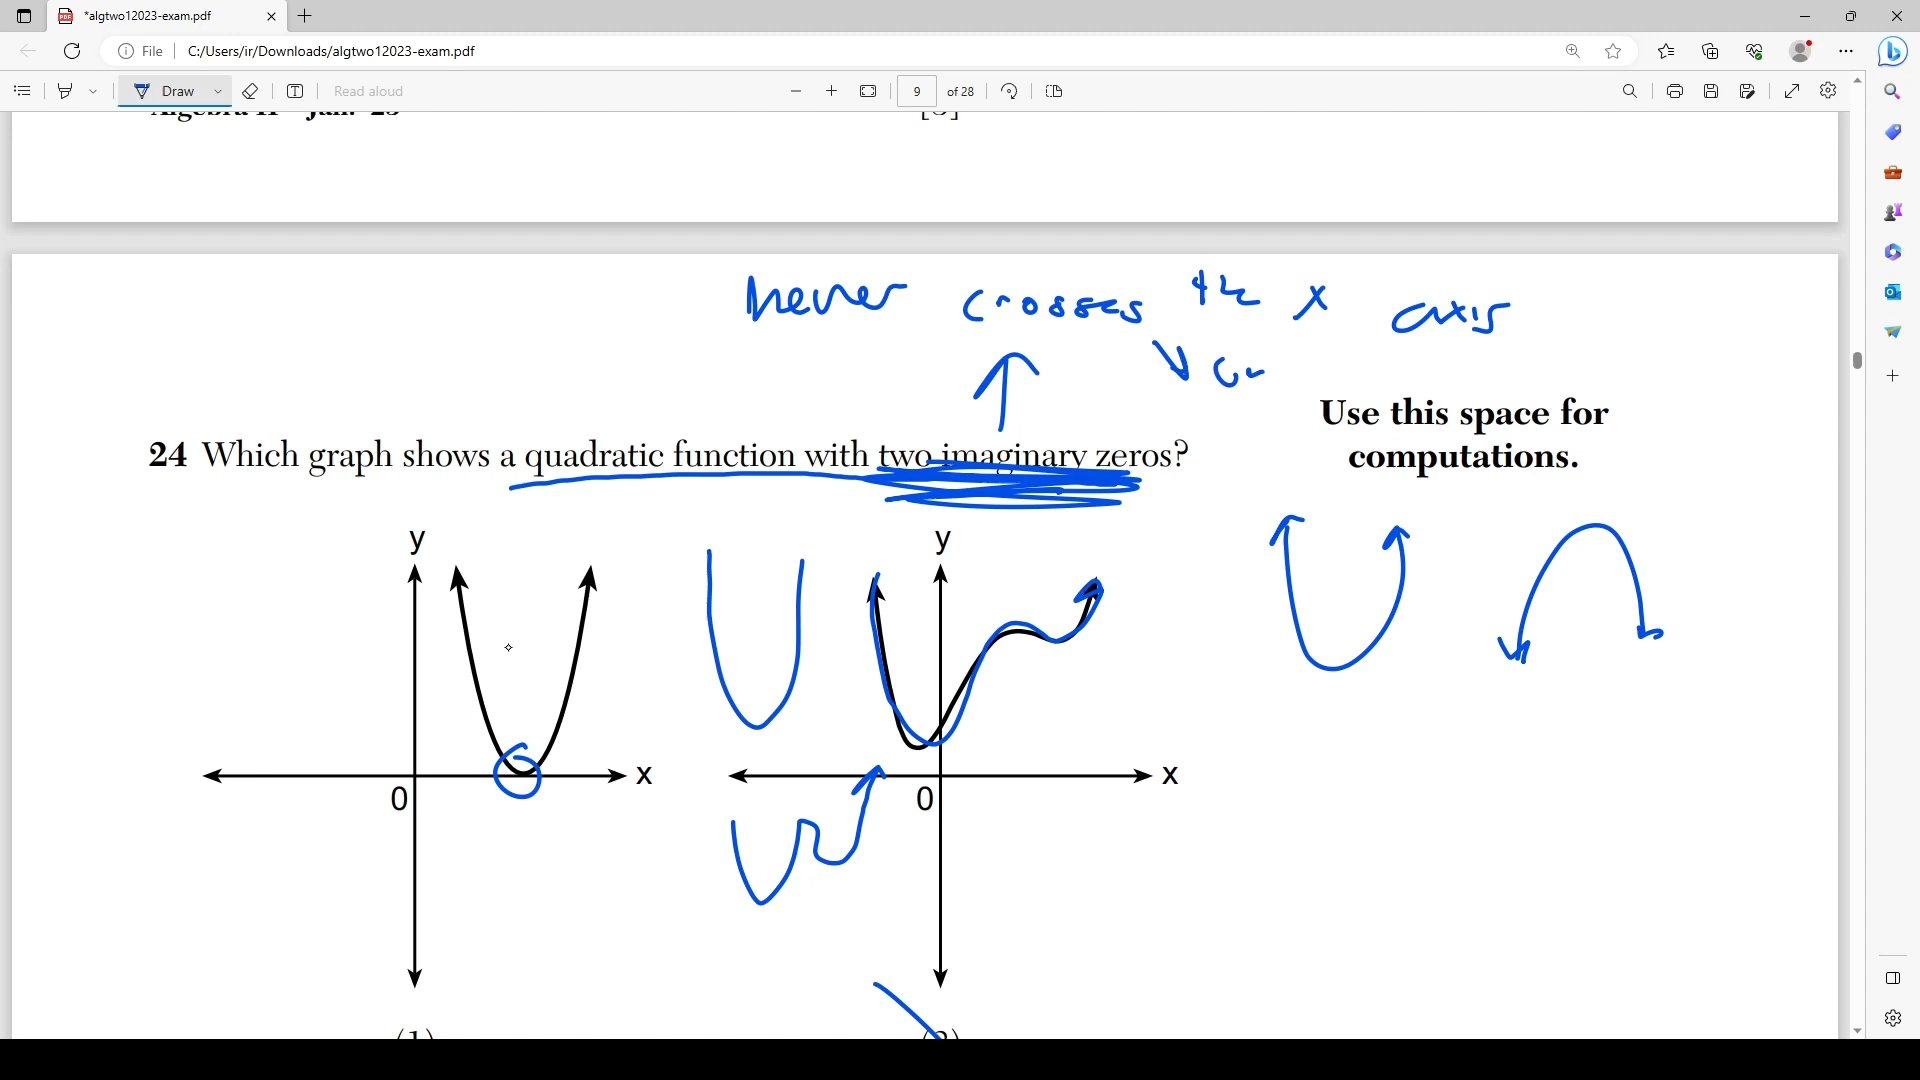 *algtwo12023-exam.pdf
File C:/Users/ir/Downloads/algtwo12023-exam.pdf
Draw Read aloud 9 of 28
never crosses the x axis
Use this space for
computations.
24 Which graph shows a quadratic function with two imaginary zeros?
y y
x x
0 0